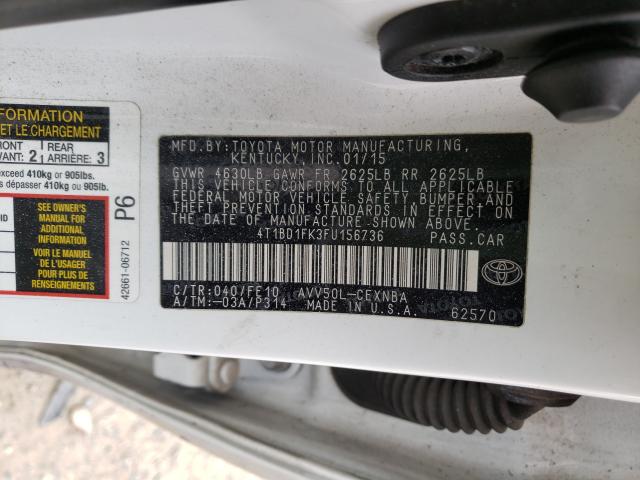 FORMATION
ET LE CHARGEMENT
FRONT 1 REAR
VANT: 2 ARRIÈRE: 3
exceed 410kg or 905lbs.
s dépasser 410kg ou 905lb.
SEE OWNER'S
MANUAL FOR
ADDITIONAL
INFORMATION
VOIR LE MANUEL
DE L'USAGER
POUR PLUS DE
RENSEIGNEMENTS
P6
42661-06712
MFD.BY:TOYOTA MOTOR MANUFACTURING,
KENTUCKY, INC. 01/15
GVWR 4630LB GAWR FR 2625LB RR 2625LB
THIS VEHICLE CONFORMS TO ALL APPLICABLE
FEDERAL MOTOR VEHICLE SAFETY,BUMPER,AND
THEFT PREVENTION STANDARDS IN EFFECT ON
THE DATE OF MANUFACTURE SHOWN ABOVE.
4T1BD1FK3FU156736 PASS.CAR
C/TR:040/FE10 AVV50L-CEXNBA
A/TM:-03A/P314 MADE IN U.S.A.
62570